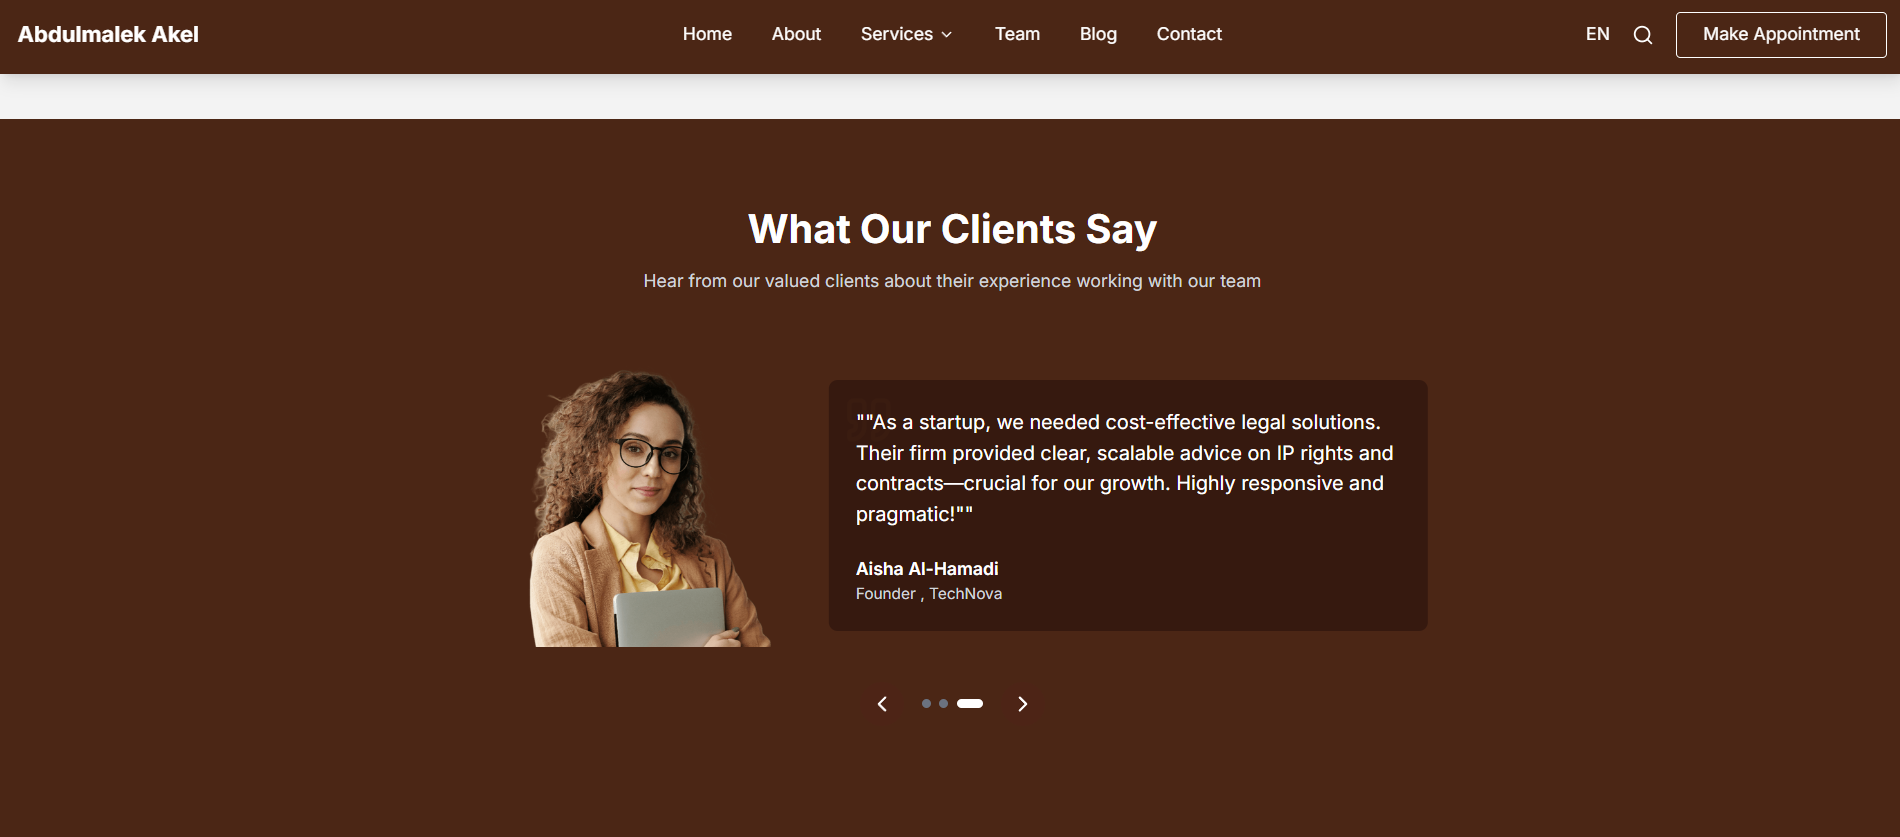 Abdulmalek Akel
Home About Services Team Blog Contact
EN
Make Appointment
What Our Clients Say
Hear from our valued clients about their experience working with our team
""As a startup, we needed cost-effective legal solutions.
Their firm provided clear, scalable advice on IP rights and
contracts—crucial for our growth. Highly responsive and
pragmatic!""
Aisha Al-Hamadi
Founder , TechNova